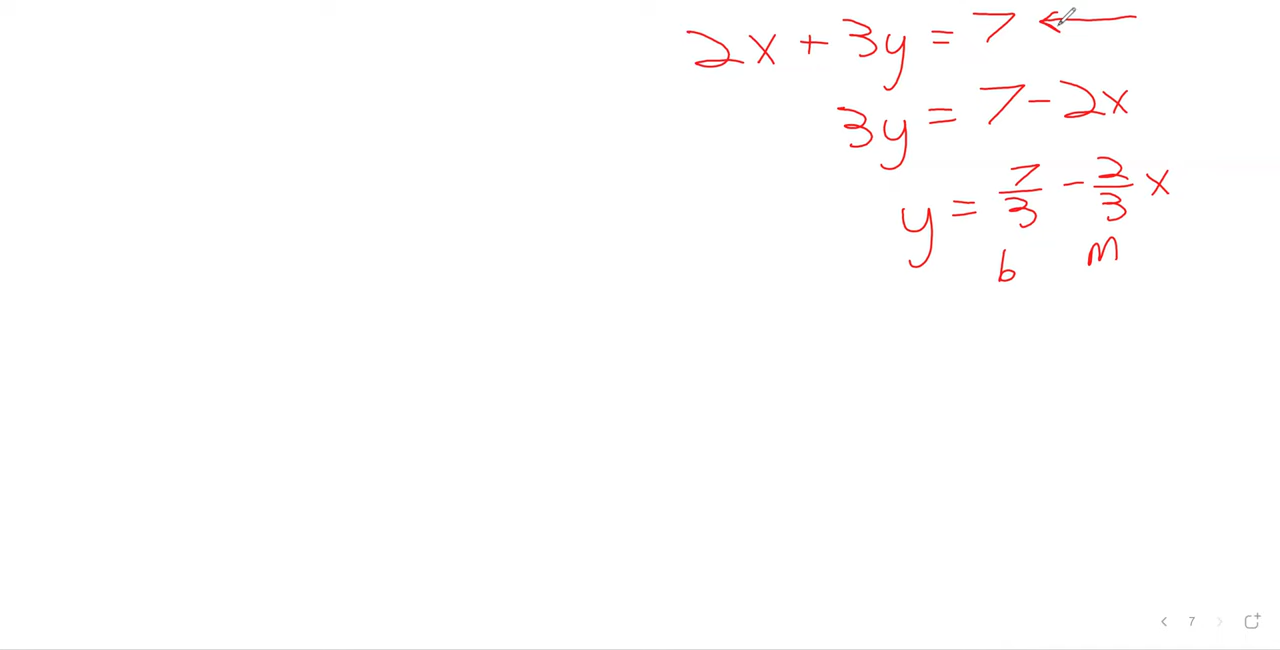 2x + 3y = 7 ←
3y = 7 - 2x
y = 7/3 - 2/3 x
b m
7